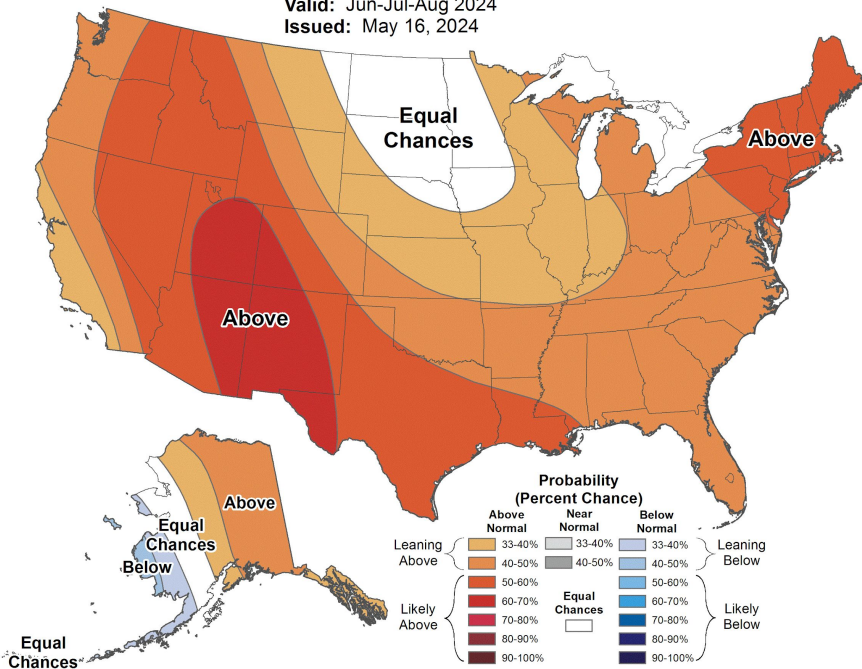 Valid: Jun-Jul-Aug 2024
Issued: May 16, 2024
Equal
Chances
Above
Above
Above
Equal
Chances
Below
Equal
Chances
Probability
(Percent Chance)
Above
Normal
Near
Normal
Below
Normal
Leaning
Above
33-40%
40-50%
33-40%
40-50%
33-40%
40-50%
Leaning
Below
Likely
Above
50-60%
60-70%
70-80%
80-90%
90-100%
Equal
Chances
50-60%
60-70%
70-80%
80-90%
90-100%
Likely
Below